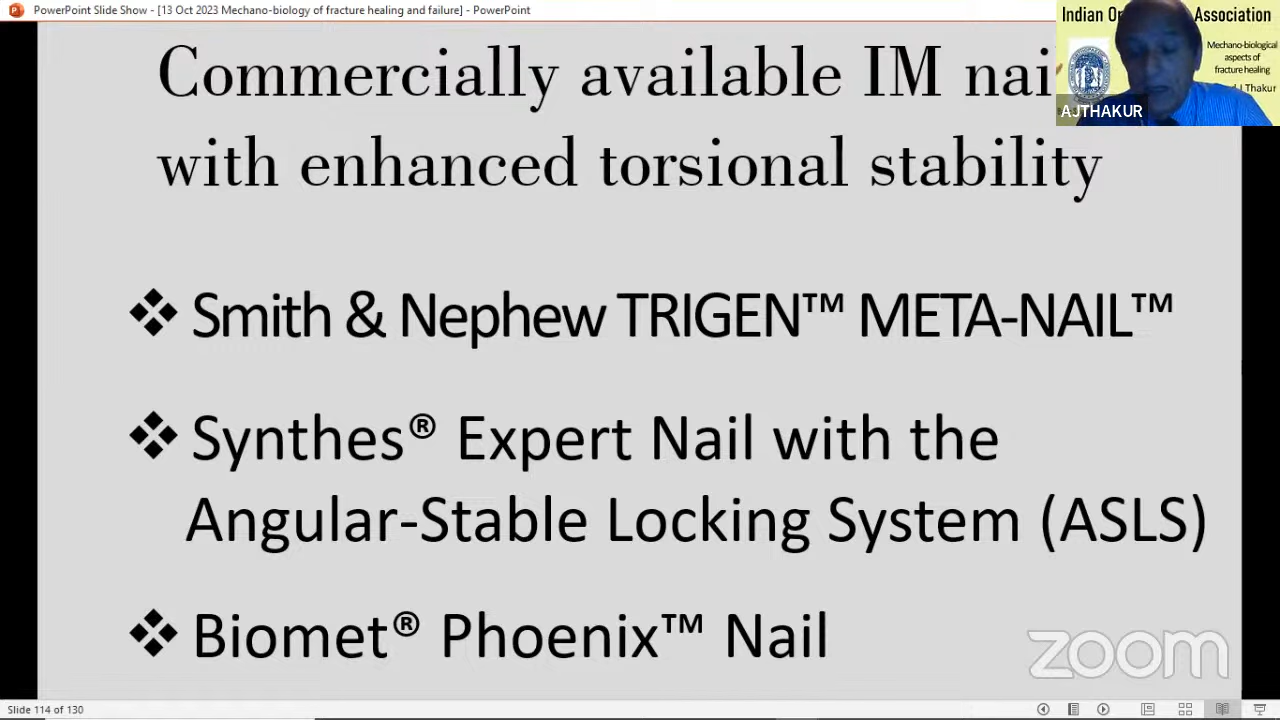 PowerPoint Slide Show - [13 Oct 2023 Mechano-biology of fracture healing and failure] - PowerPoint
Indian Association
Mechano-biological
aspects of
fracture healing
Thakur
AJTHAKUR
Commercially available IM nai
with enhanced torsional stability
❖ Smith & Nephew TRIGEN™ META-NAIL™
❖ Synthes® Expert Nail with the
Angular-Stable Locking System (ASLS)
❖ Biomet® Phoenix™ Nail
zoom
Slide 114 of 130